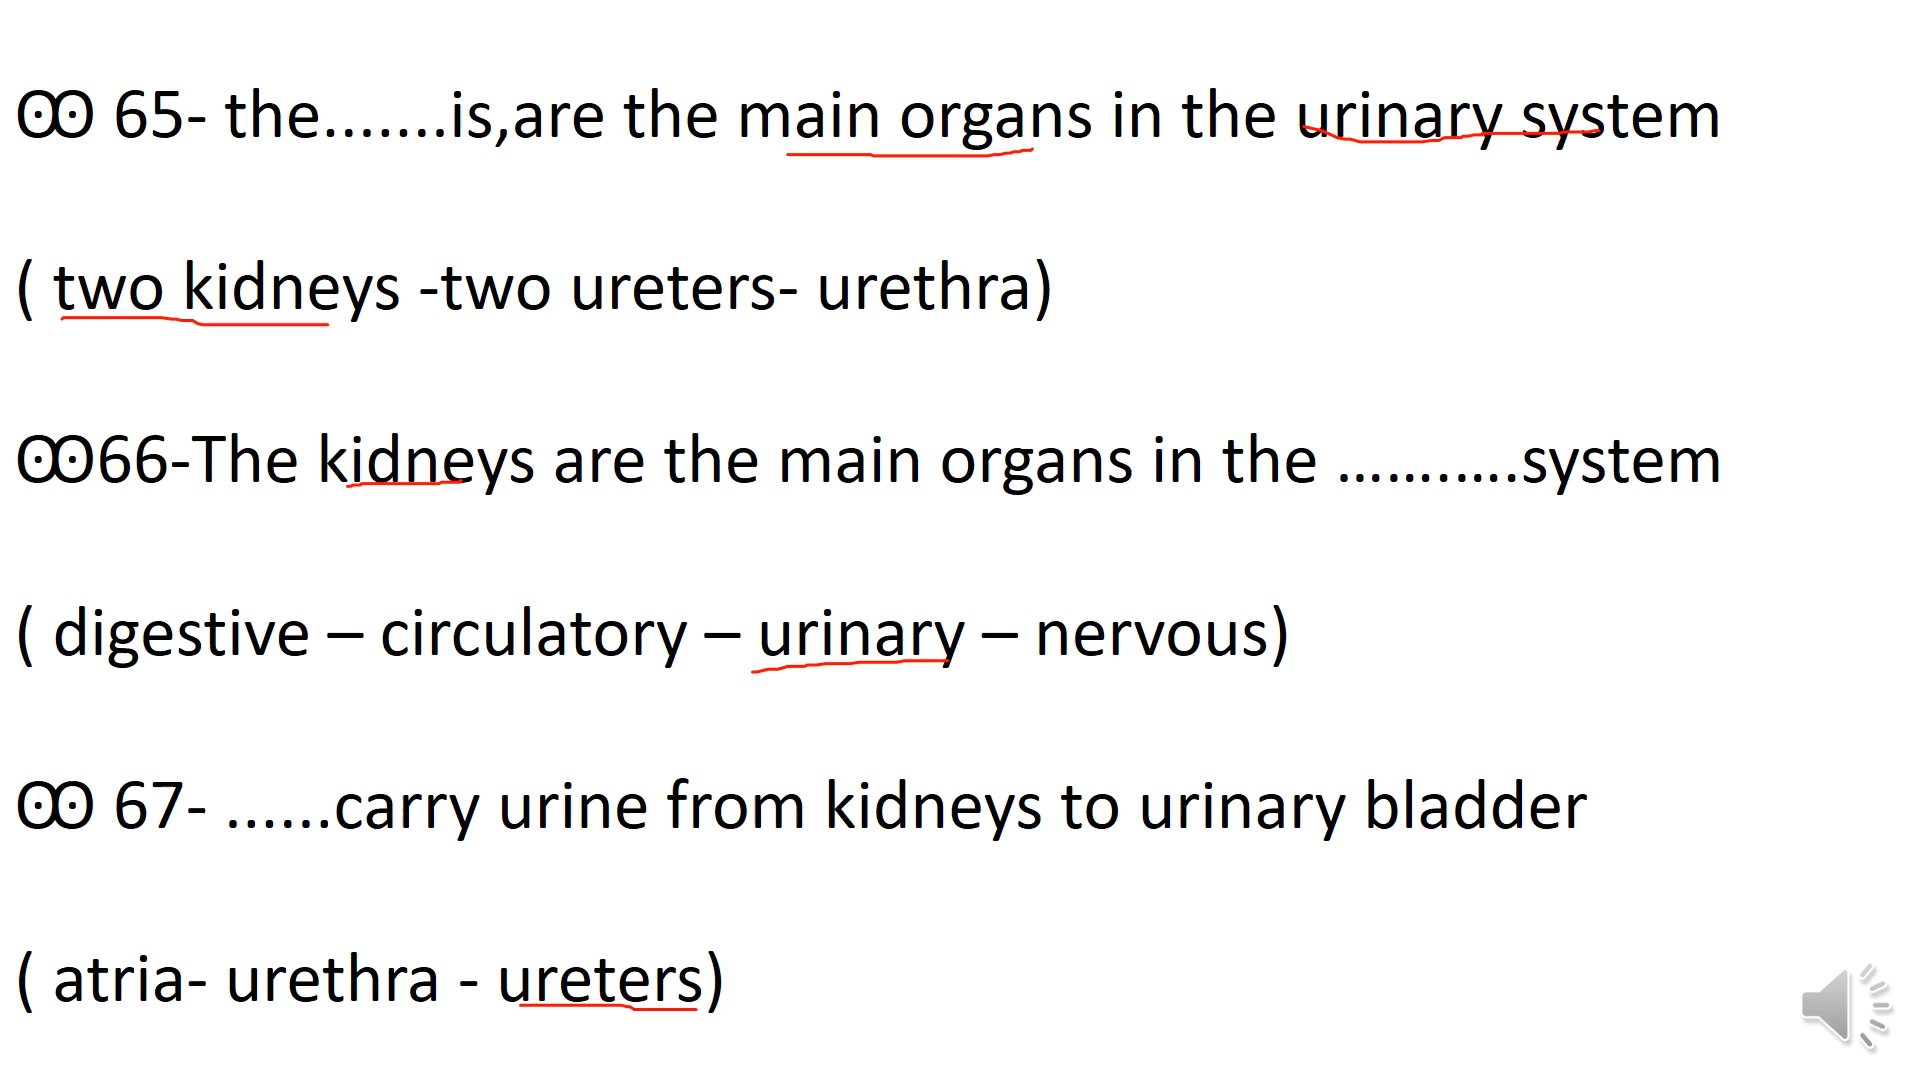 ꙭ 65- the.......is,are the main organs in the urinary system
( two kidneys -two ureters- urethra)
ꙭ66-The kidneys are the main organs in the ………..system
( digestive – circulatory – urinary – nervous)
ꙭ 67- ......carry urine from kidneys to urinary bladder
( atria- urethra - ureters)